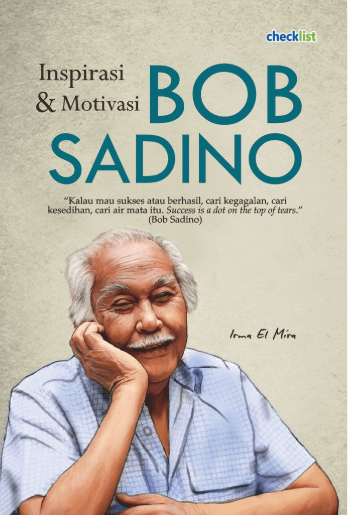 checklist
Inspirasi
& Motivasi
BOB
SADINO
“Kalau mau sukses atau berhasil, cari kegagalan, cari
kesedihan, cari air mata itu. Success is a dot on the top of tears.”
(Bob Sadino)
Irma El Mira